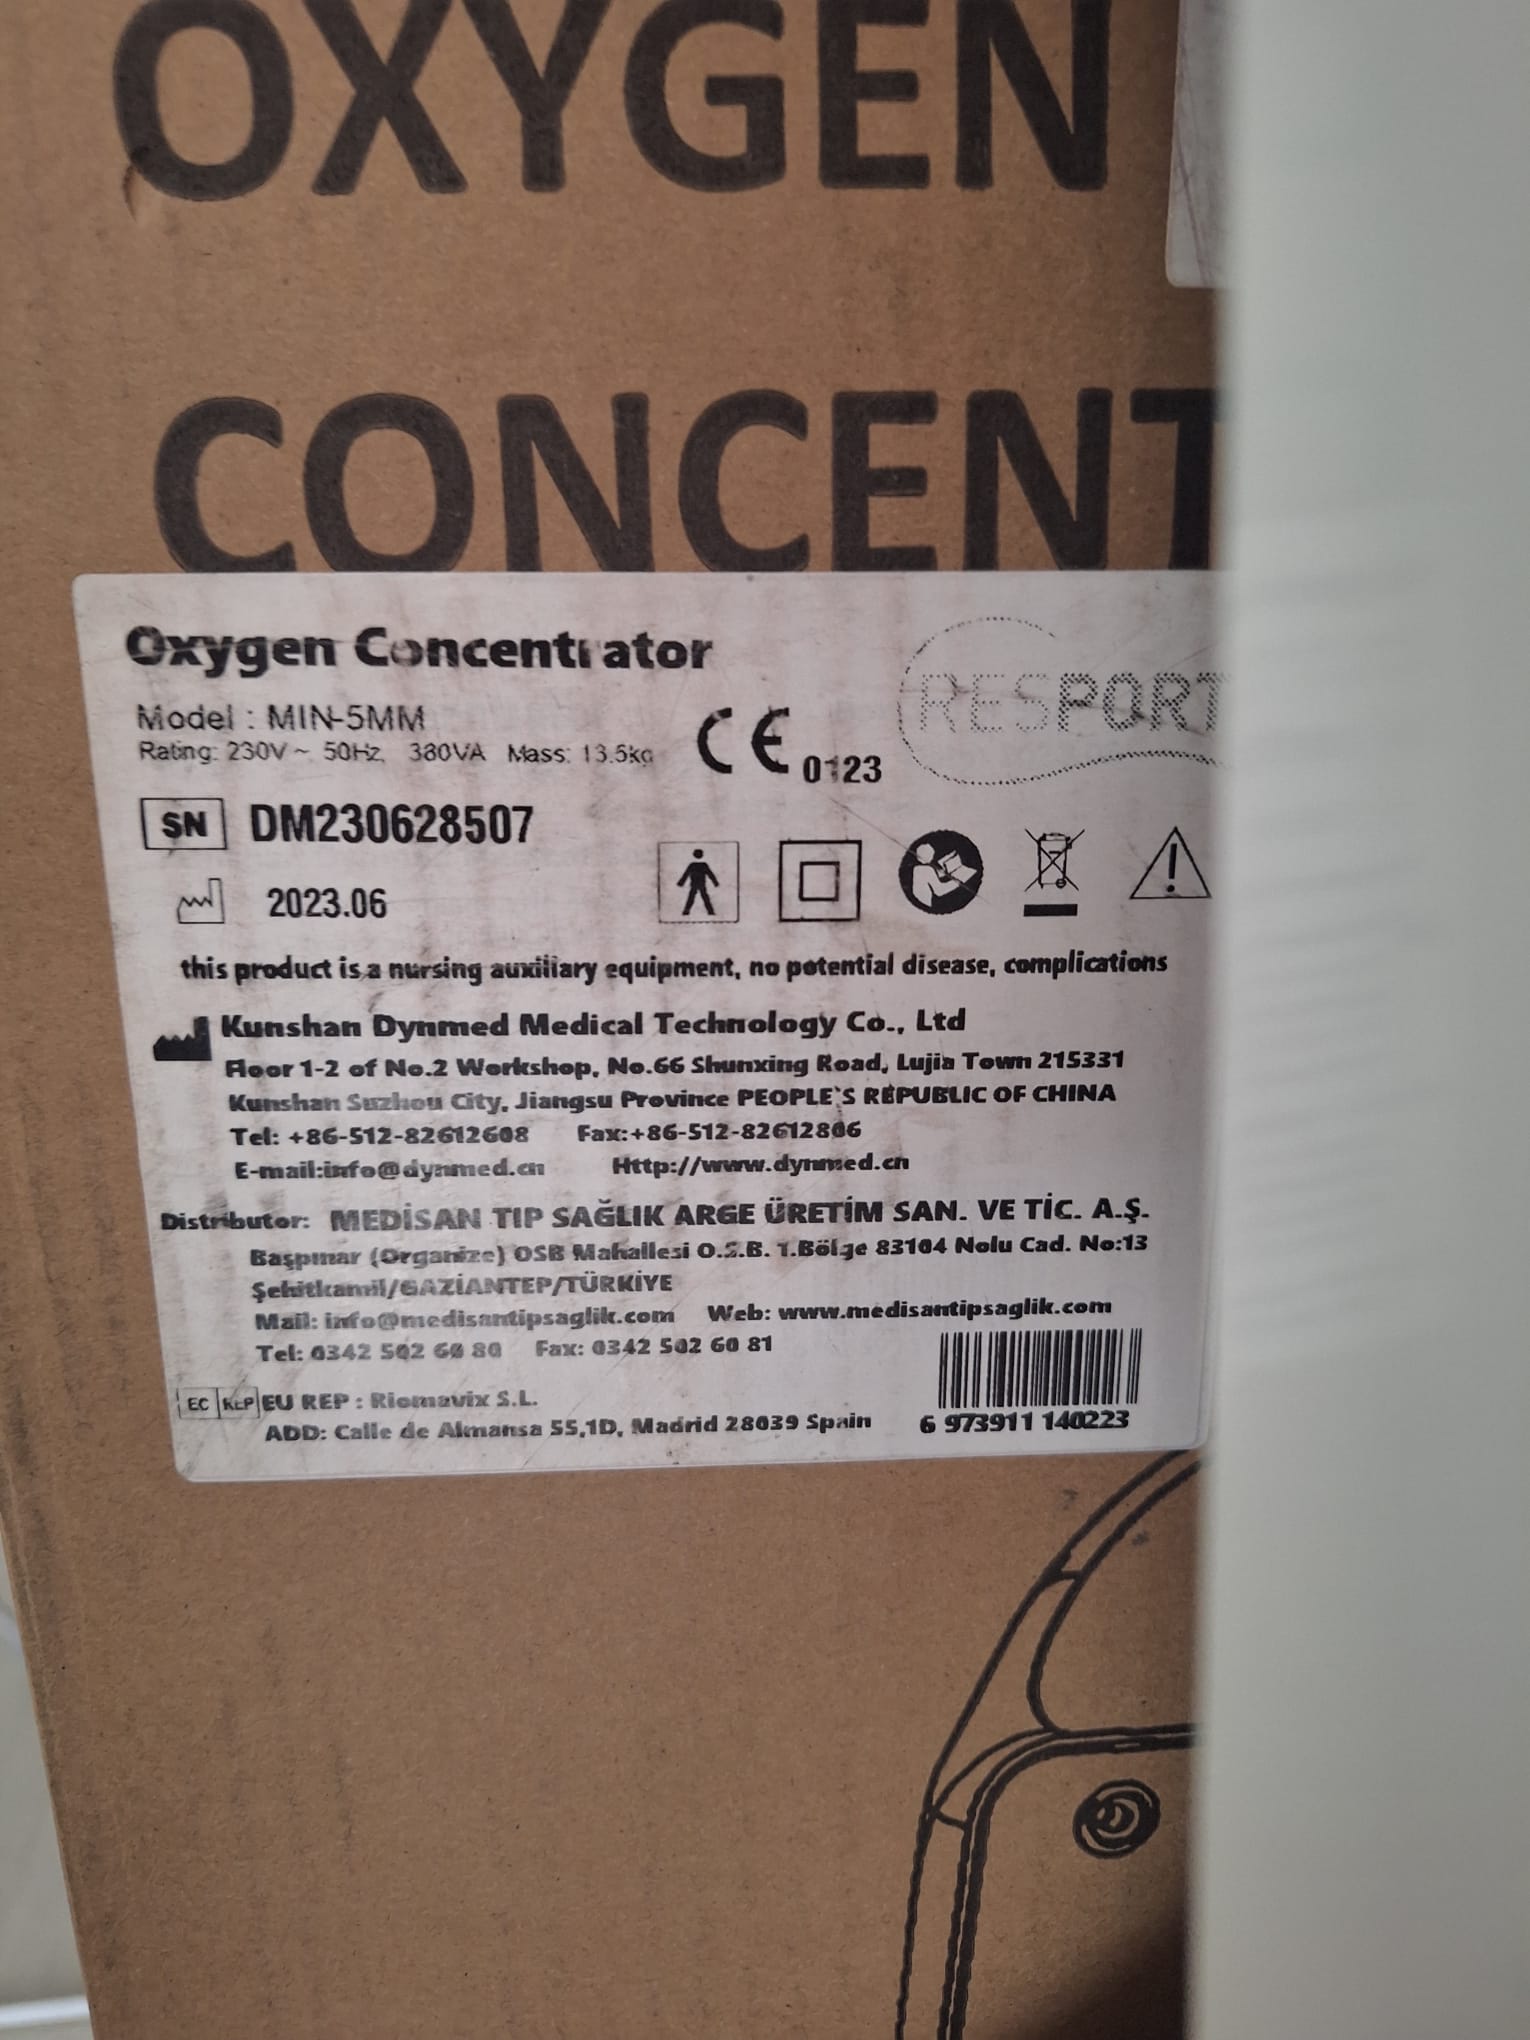 OXYGEN
CONCENT
Oxygen Concentrator
RESPORT
Model : MIN-5MM
Rating: 230V ~ 50Hz, 380VA Mass: 13.5kg
CE 0123
SN DM230628507
2023.06
this product is a nursing auxiliary equipment, no potential disease, complications
Kunshan Dynmed Medical Technology Co., Ltd
Floor 1-2 of No.2 Workshop, No.66 Shunxing Road, Lujia Town 215331
Kunshan Suzhou City, Jiangsu Province PEOPLE`S REPUBLIC OF CHINA
Tel: +86-512-82612608 Fax:+86-512-82612806
E-mail:info@dynmed.cn Http://www.dynmed.cn
Distributor: MEDİSAN TIP SAĞLIK ARGE ÜRETİM SAN. VE TİC. A.Ş.
Başpınar (Organize) OSB Mahallesi O.S.B. 1.Bölge 83104 Nolu Cad. No:13
Şehitkamil/GAZİANTEP/TÜRKİYE
Mail: info@medisantipsaglik.com Web: www.medisantipsaglik.com
Tel: 0342 502 60 80 Fax: 0342 502 60 81
EC REP EU REP : Riomavix S.L.
ADD: Calle de Almansa 55,1D, Madrid 28039 Spain
6 973911 140223